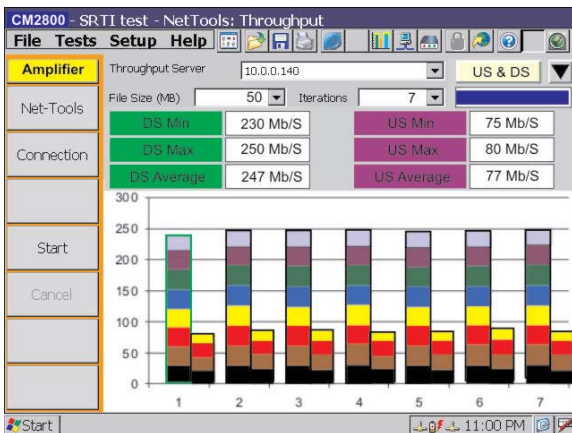 CM2800 - SRTI test - NetTools: Throughput
File Tests Setup Help
Amplifier
Throughput Server 10.0.0.140 US & DS
Net-Tools
File Size (MB) 50 Iterations 7
DS Min 230 Mb/S US Min 75 Mb/S
Connection
DS Max 250 Mb/S US Max 80 Mb/S
DS Average 247 Mb/S US Average 77 Mb/S
Start
Cancel
300
250
200
150
100
50
0
1 2 3 4 5 6 7
Start 11:00 PM